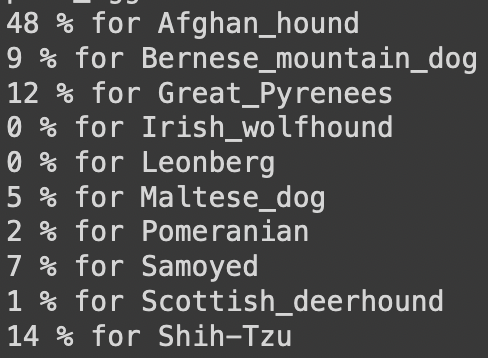 48 % for Afghan_hound
9 % for Bernese_mountain_dog
12 % for Great_Pyrenees
0 % for Irish_wolfhound
0 % for Leonberg
5 % for Maltese_dog
2 % for Pomeranian
7 % for Samoyed
1 % for Scottish_deerhound
14 % for Shih-Tzu